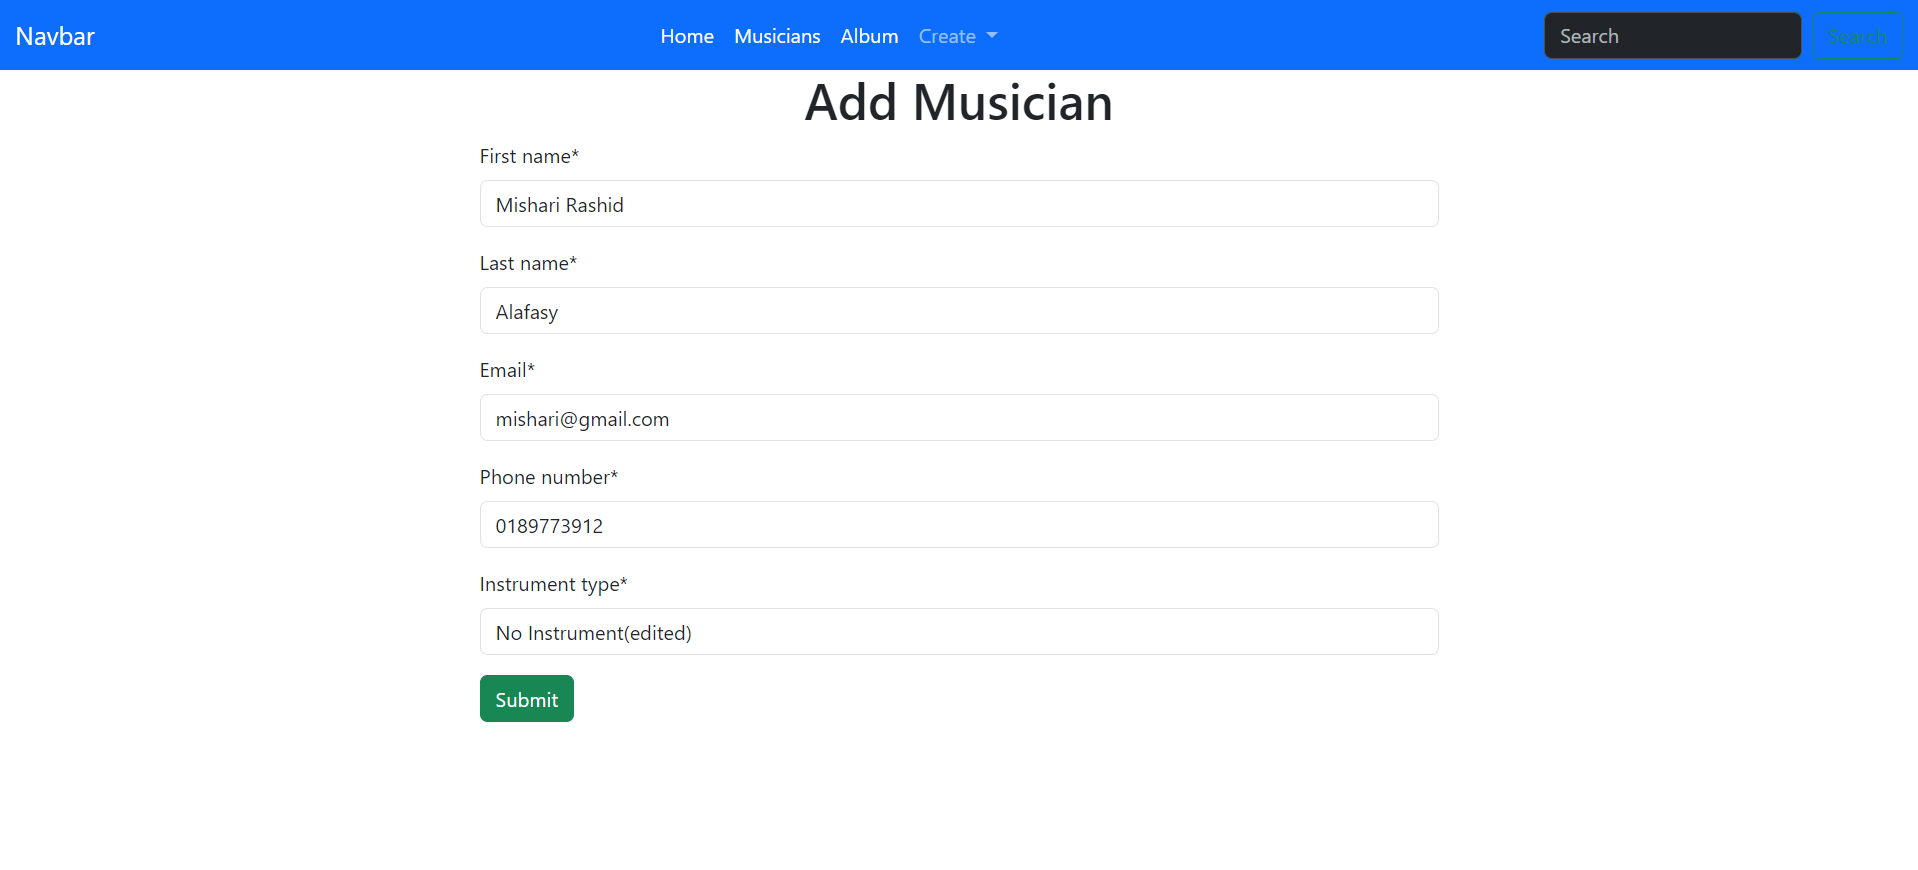 Navbar Home Musicians Album Create Search Search
Add Musician
First name*
Mishari Rashid
Last name*
Alafasy
Email*
mishari@gmail.com
Phone number*
0189773912
Instrument type*
No Instrument(edited)
Submit